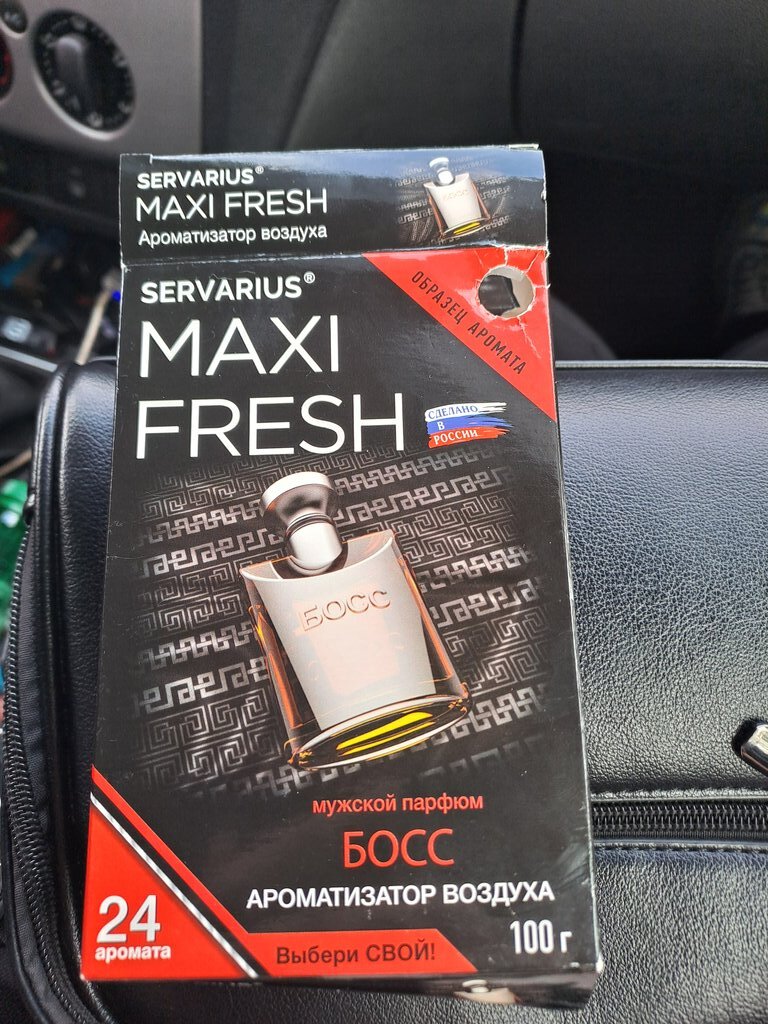 SERVARIUS®
MAXI FRESH
Ароматизатор воздуха
БОСС
SERVARIUS®
ОБРАЗЕЦ АРОМАТА
MAXI
FRESH
СДЕЛАНО
В
РОССИИ
БОСС
мужской парфюм
БОСС
АРОМАТИЗАТОР ВОЗДУХА
24
аромата
Выбери СВОЙ!
100 г